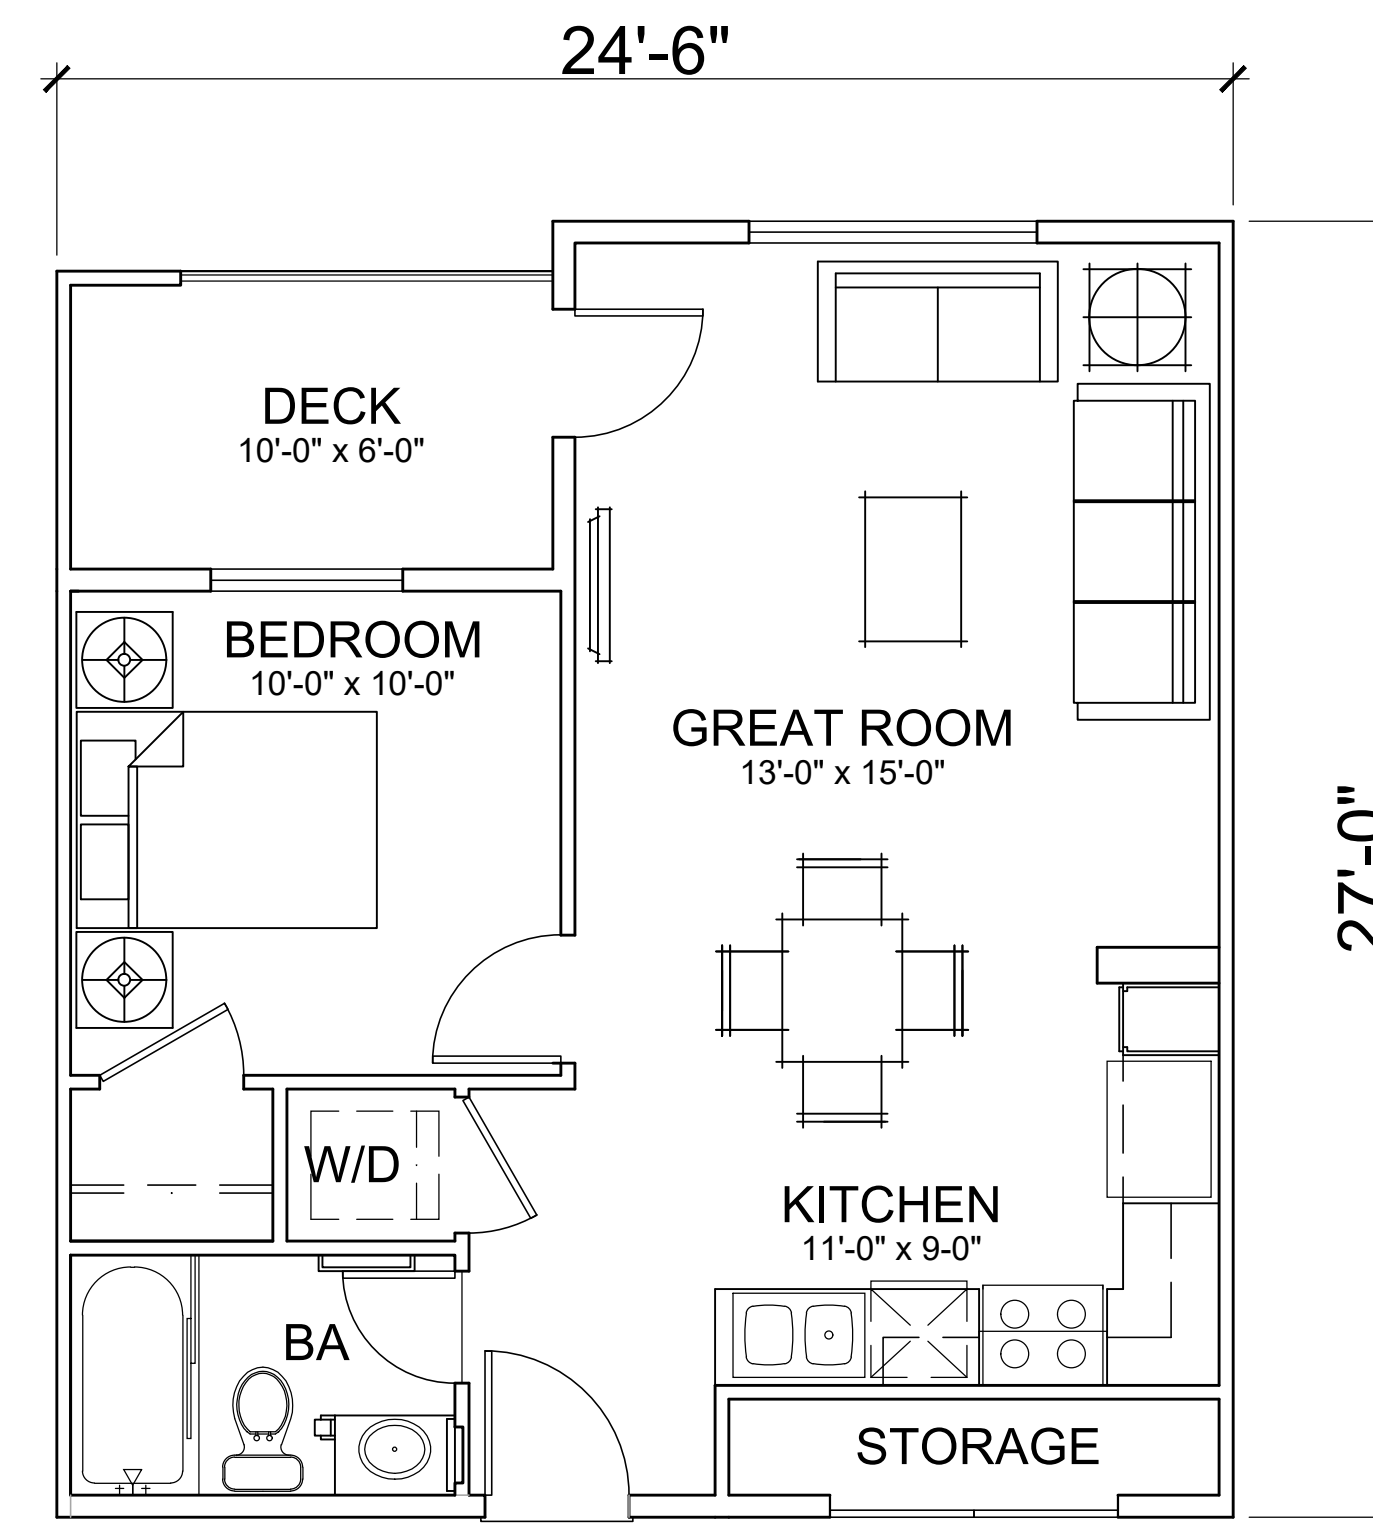 24'-6"
DECK
10'-0" x 6'-0"
BEDROOM
10'-0" x 10'-0"
GREAT ROOM
13'-0" x 15'-0"
27'-0"
W/D
KITCHEN
11'-0" x 9-0"
BA
STORAGE